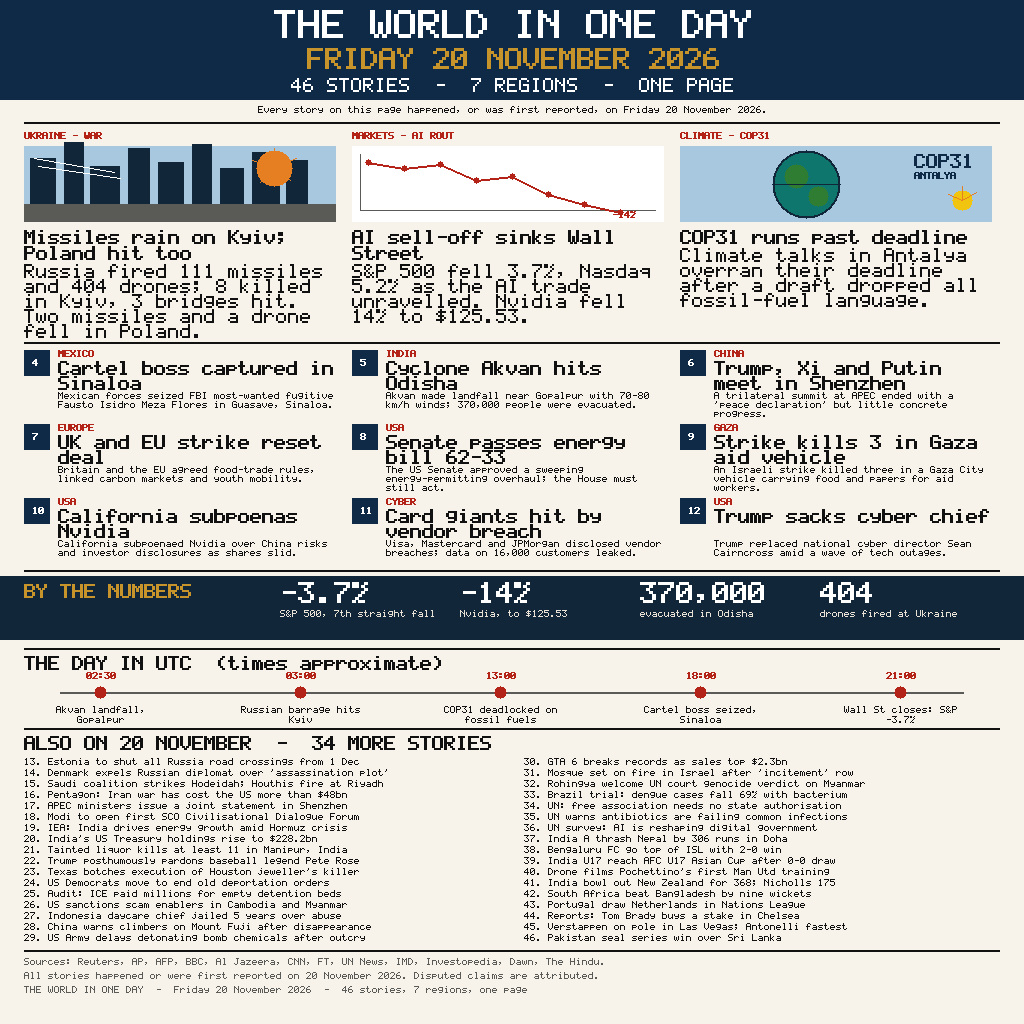 THE WORLD IN ONE DAY
FRIDAY 20 NOVEMBER 2026
46 STORIES - 7 REGIONS - ONE PAGE
Every story on this page happened, or was first reported, on Friday 20 November 2026.
UKRAINE - WAR
Missiles rain on Kyiv;
Poland hit too
Russia fired 111 missiles
and 404 drones; 8 killed
in Kyiv, 3 bridges hit.
Two missiles and a drone
fell in Poland.
MARKETS - AI ROUT
-142
AI sell-off sinks Wall
Street
S&P 500 fell 3.7%, Nasdaq
5.2% as the AI trade
unravelled. Nvidia fell
14% to $125.53.
CLIMATE - COP31
COP31
ANTALYA
COP31 runs past deadline
Climate talks in Antalya
overran their deadline
after a draft dropped all
fossil-fuel language.
4
MEXICO
Cartel boss captured in
Sinaloa
Mexican forces seized FBI most-wanted fugitive
Fausto Isidro Meza Flores in Guasave, Sinaloa.
5
INDIA
Cyclone Akvan hits
Odisha
Akvan made landfall near Gopalpur with 70-80
km/h winds; 370,000 people were evacuated.
6
CHINA
Trump, Xi and Putin
meet in Shenzhen
A trilateral summit at APEC ended with a
'peace declaration' but little concrete
progress.
7
EUROPE
UK and EU strike reset
deal
Britain and the EU agreed food-trade rules,
linked carbon markets and youth mobility.
8
USA
Senate passes energy
bill 62-33
The US Senate approved a sweeping
energy-permitting overhaul; the House must
still act.
9
GAZA
Strike kills 3 in Gaza
aid vehicle
An Israeli strike killed three in a Gaza City
vehicle carrying food and papers for aid
workers.
10
USA
California subpoenas
Nvidia
California subpoenaed Nvidia over China risks
and investor disclosures as shares slid.
11
CYBER
Card giants hit by
vendor breach
Visa, Mastercard and JPMorgan disclosed vendor
breaches; data on 16,000 customers leaked.
12
USA
Trump sacks cyber chief
Trump replaced national cyber director Sean
Cairncross amid a wave of tech outages.
BY THE NUMBERS
-3.7%
S&P 500, 7th straight fall
-14%
Nvidia, to $125.53
370,000
evacuated in Odisha
404
drones fired at Ukraine
THE DAY IN UTC (times approximate)
02:30
Akvan landfall,
Gopalpur
03:00
Russian barrage hits
Kyiv
13:00
COP31 deadlocked on
fossil fuels
18:00
Cartel boss seized,
Sinaloa
21:00
Wall St closes: S&P
-3.7%
ALSO ON 20 NOVEMBER - 34 MORE STORIES
13. Estonia to shut all Russia road crossings from 1 Dec
14. Denmark expels Russian diplomat over 'assassination plot'
15. Saudi coalition strikes Hodeidah; Houthis fire at Riyadh
16. Pentagon: Iran war has cost the US more than $48bn
17. APEC ministers issue a joint statement in Shenzhen
18. Modi to open first SCO Civilisational Dialogue Forum
19. IEA: India drives energy growth amid Hormuz crisis
20. India's US Treasury holdings rise to $228.2bn
21. Tainted liquor kills at least 11 in Manipur, India
22. Trump posthumously pardons baseball legend Pete Rose
23. Texas botches execution of Houston jeweller's killer
24. US Democrats move to end old deportation orders
25. Audit: ICE paid millions for empty detention beds
26. US sanctions scam enablers in Cambodia and Myanmar
27. Indonesia daycare chief jailed 5 years over abuse
28. China warns climbers on Mount Fuji after disappearance
29. US Army delays detonating bomb chemicals after outcry
30. GTA 6 breaks records as sales top $2.3bn
31. Mosque set on fire in Israel after 'incitement' row
32. Rohingya welcome UN court genocide verdict on Myanmar
33. Brazil trial: dengue cases fall 69% with bacterium
34. UN: free association needs no state authorisation
35. UN warns antibiotics are failing common infections
36. UN survey: AI is reshaping digital government
37. India A thrash Nepal by 306 runs in Doha
38. Bengaluru FC go top of ISL with 2-0 win
39. India U17 reach AFC U17 Asian Cup after 0-0 draw
40. Drone films Pochettino's first Man Utd training
41. India bowl out New Zealand for 368; Nicholls 175
42. South Africa beat Bangladesh by nine wickets
43. Portugal draw Netherlands in Nations League
44. Reports: Tom Brady buys a stake in Chelsea
45. Verstappen on pole in Las Vegas; Antonelli fastest
46. Pakistan seal series win over Sri Lanka
Sources: Reuters, AP, AFP, BBC, Al Jazeera, CNN, FT, UN News, IMD, Investopedia, Dawn, The Hindu.
All stories happened or were first reported on 20 November 2026. Disputed claims are attributed.
THE WORLD IN ONE DAY - Friday 20 November 2026 - 46 stories, 7 regions, one page